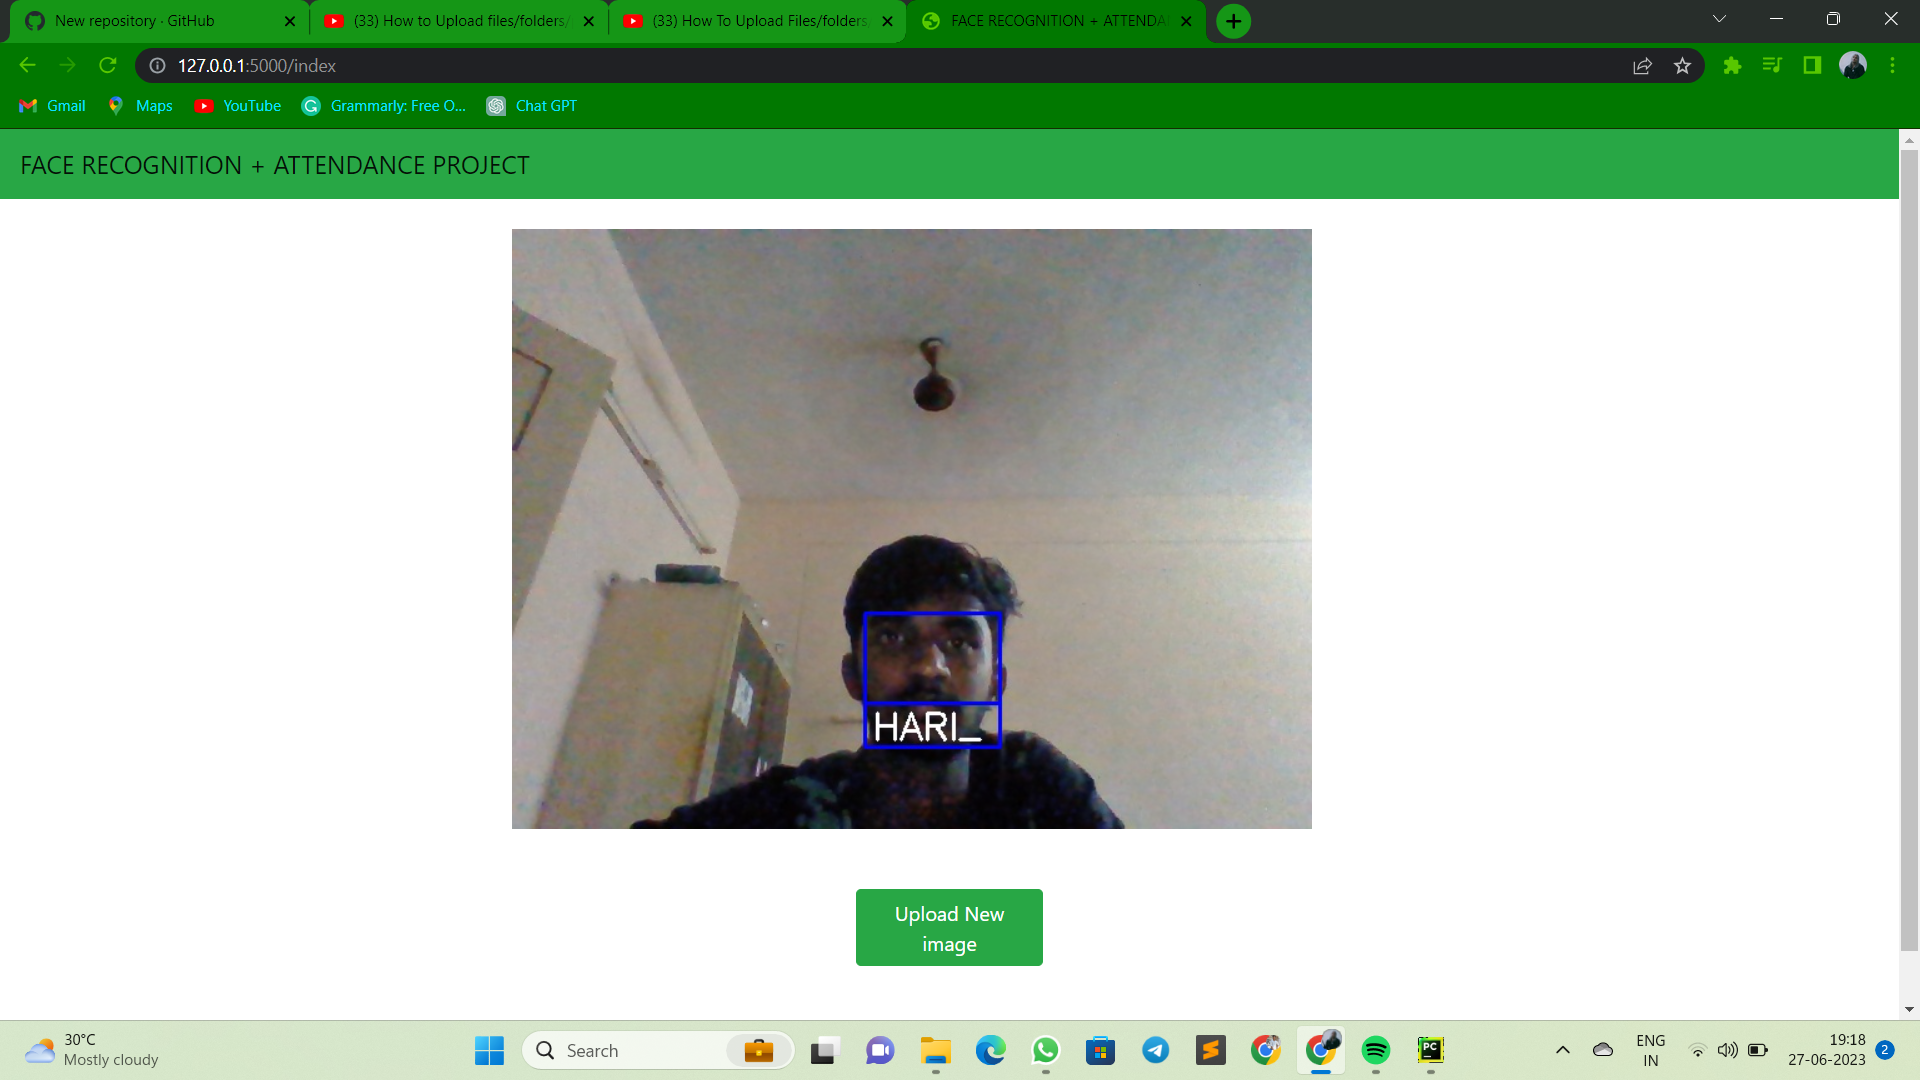 New repository · GitHub
(33) How to Upload files/folders/
(33) How To Upload Files/folders,
FACE RECOGNITION + ATTENDA
127.0.0.1:5000/index
Gmail
Maps
YouTube
Grammarly: Free O...
Chat GPT
FACE RECOGNITION + ATTENDANCE PROJECT
HARI_
Upload New
image
30°C
Mostly cloudy
Search
PC
ENG
IN
19:18
27-06-2023
2